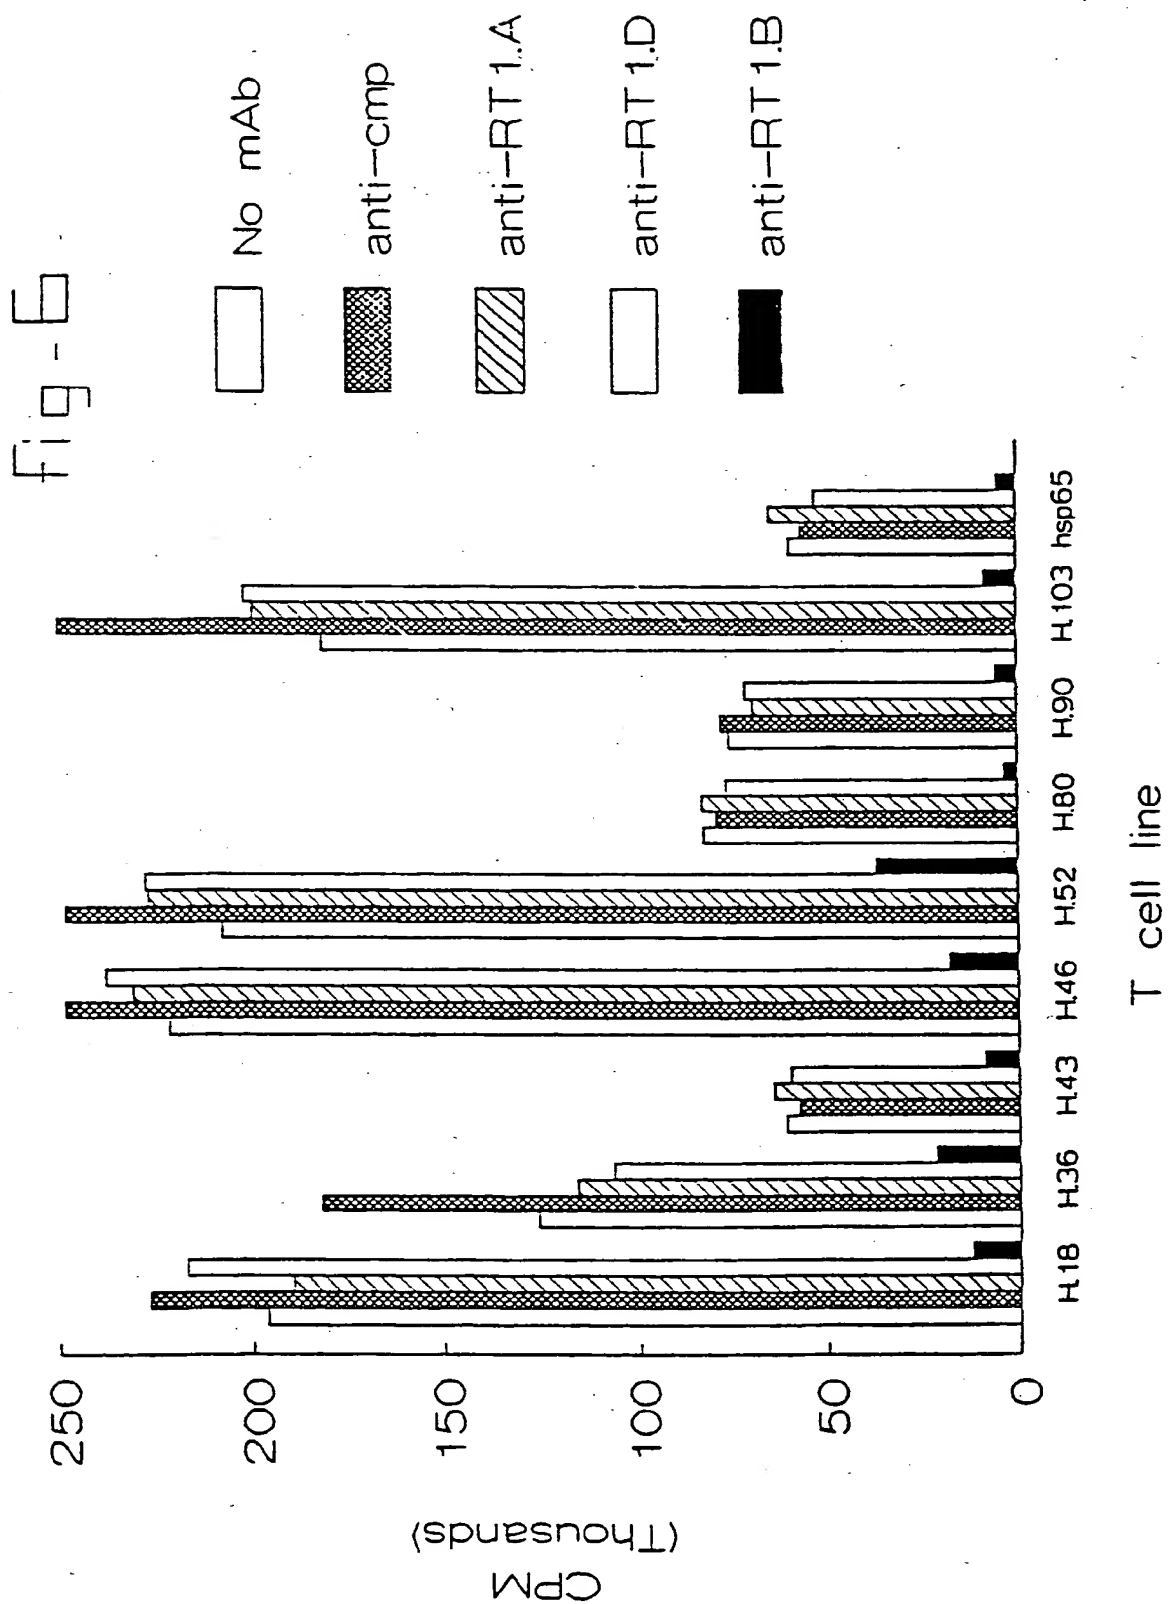 Fig-6
No mAb
anti-cmp
anti-RT1.A
anti-RT1.D
anti-RT1.B
CPM
(Thousands)
250
200
150
100
50
0
H.18 H.36 H.43 H.46 H.52 H.80 H.90 H.103 hsp65
T cell line